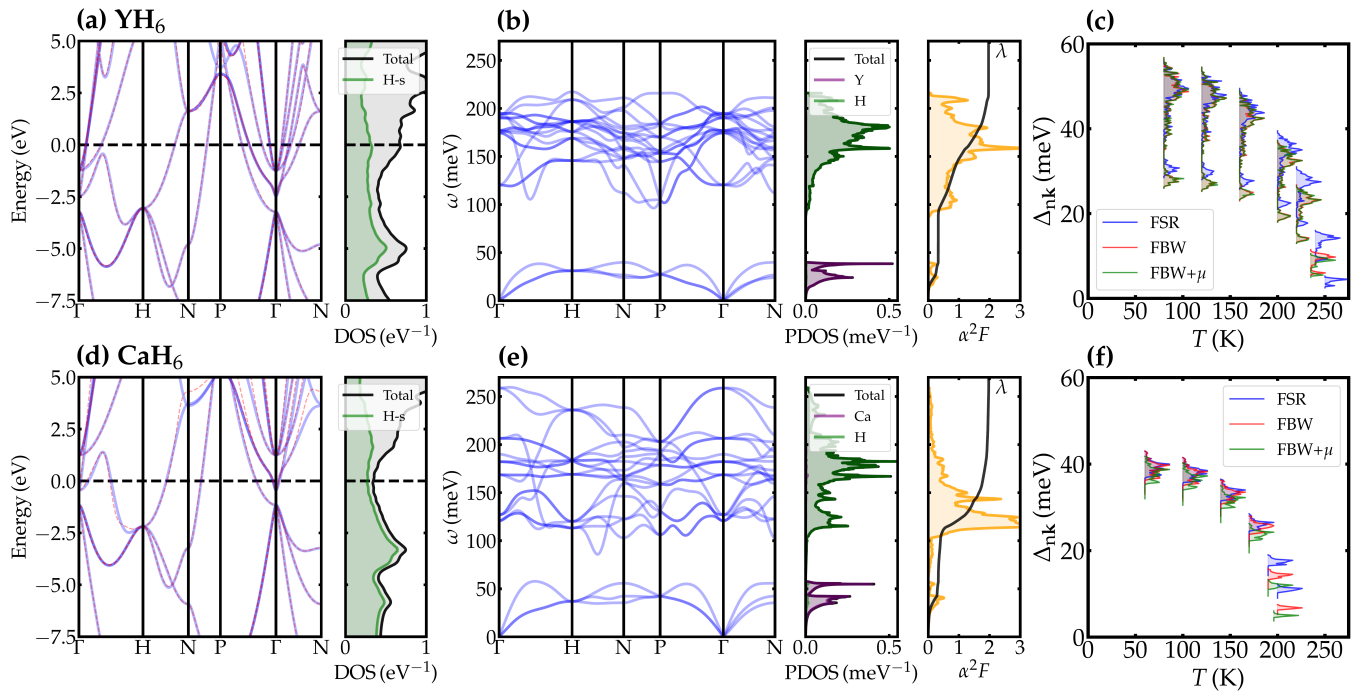 (a) YH6
(b)
(c)
5.0
2.5
0.0
−2.5
−5.0
−7.5
Energy (eV)
Γ H N P Γ N
Total
H-s
0 1
DOS (eV⁻¹)
250
200
150
100
50
0
ω (meV)
Γ H N P Γ N
Total
Y
H
0.0 0.5
PDOS (meV⁻¹)
λ
0 1 2 3
α²F
60
40
20
0
Δnk (meV)
FSR
FBW
FBW+μ
0 50 100 150 200 250
T (K)
(d) CaH6
(e)
(f)
5.0
2.5
0.0
−2.5
−5.0
−7.5
Energy (eV)
Γ H N P Γ N
Total
H-s
0 1
DOS (eV⁻¹)
250
200
150
100
50
0
ω (meV)
Γ H N P Γ N
Total
Ca
H
0.0 0.5
PDOS (meV⁻¹)
λ
0 1 2 3
α²F
60
40
20
0
Δnk (meV)
FSR
FBW
FBW+μ
0 50 100 150 200 250
T (K)